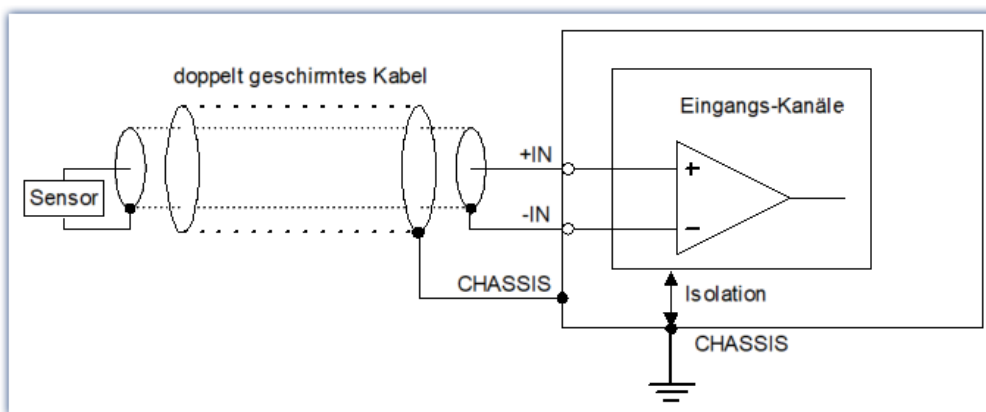 doppelt geschirmtes Kabel
Eingangs-Kanäle
+IN
+
Sensor
-IN
−
CHASSIS
Isolation
CHASSIS